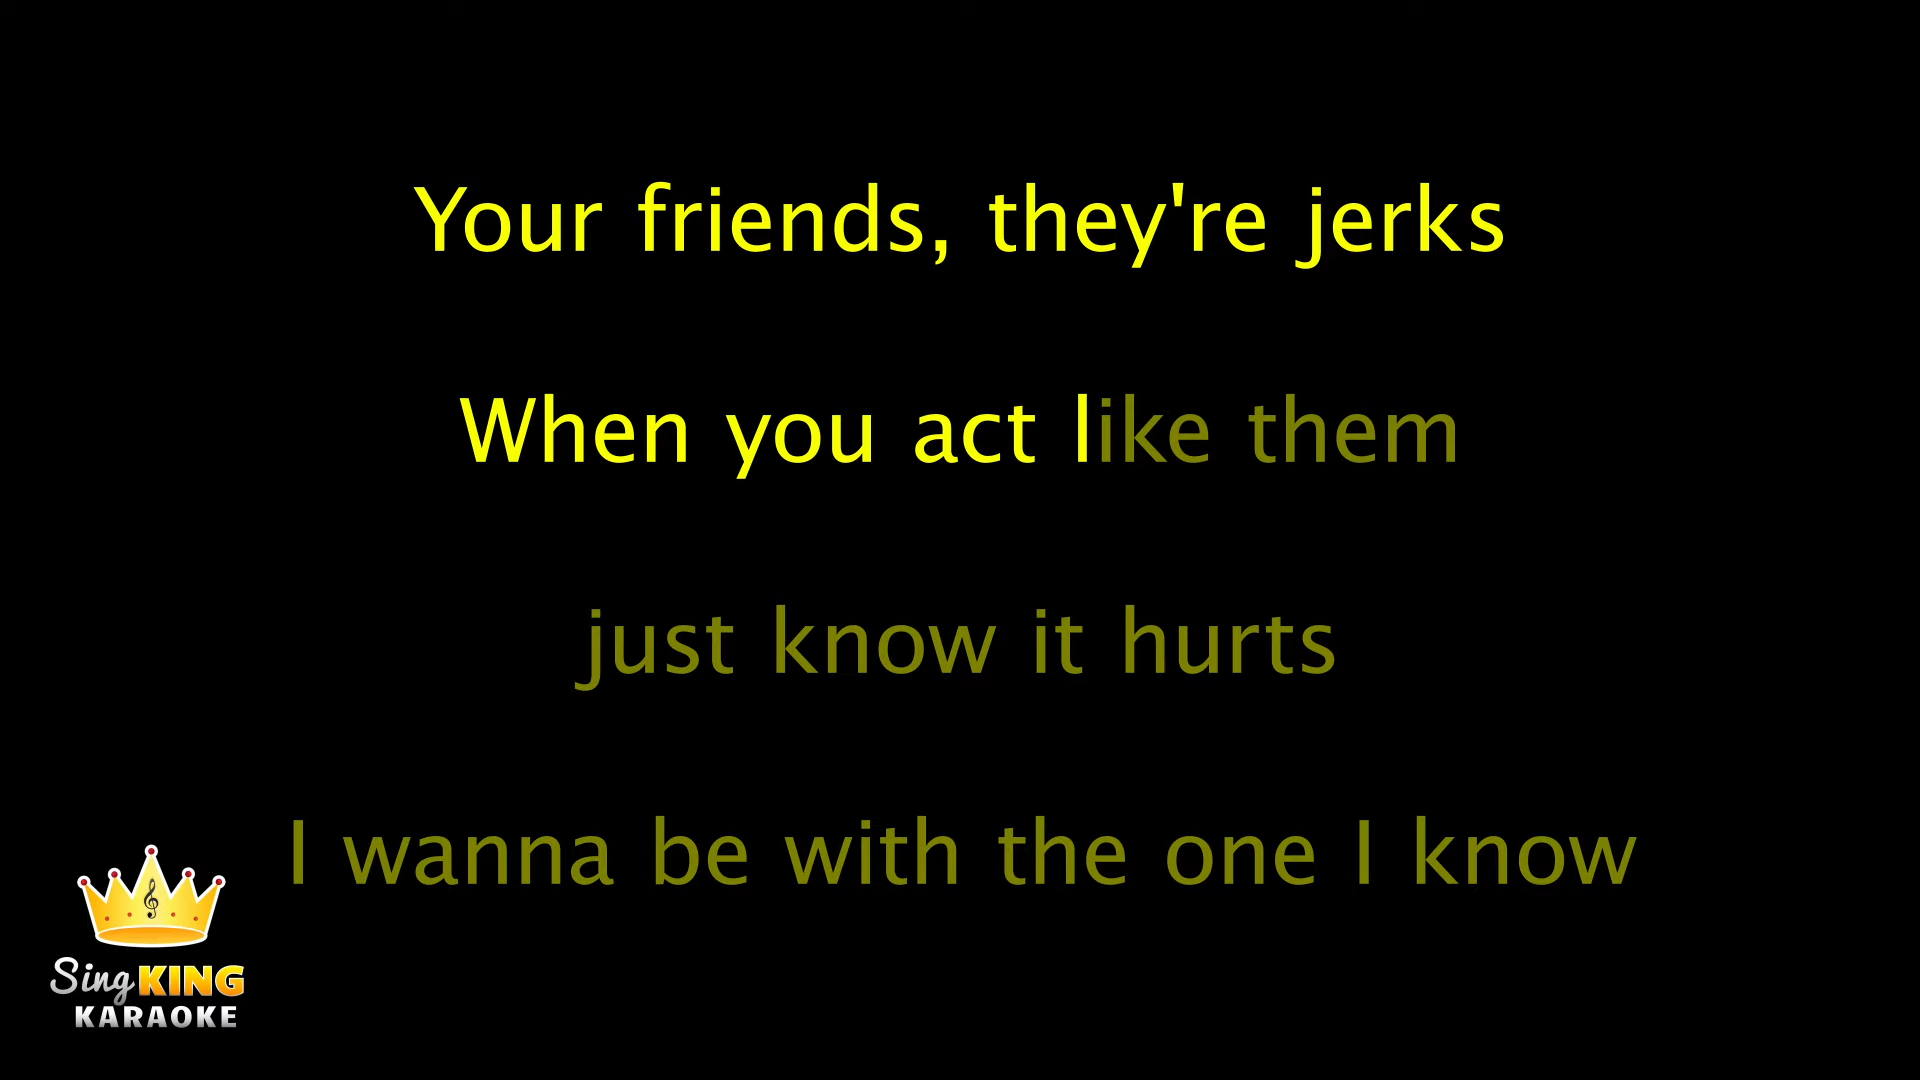 Your friends, they're jerks
When you act like them
just know it hurts
I wanna be with the one I know
Sing KING
KARAOKE